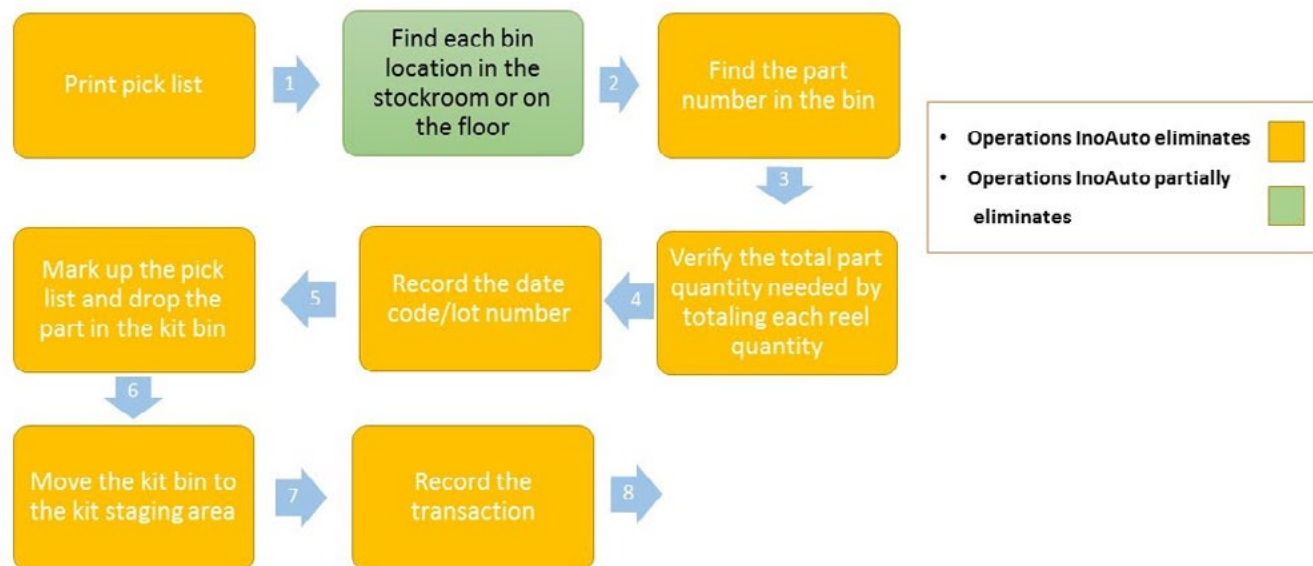 Print pick list
1
Find each bin
location in the
stockroom or on
the floor
2
Find the part
number in the bin
3
Verify the total part
quantity needed by
totaling each reel
quantity
4
Record the date
code/lot number
5
Mark up the pick
list and drop the
part in the kit bin
6
Move the kit bin to
the kit staging area
7
Record the
transaction
8
• Operations InoAuto eliminates
• Operations InoAuto partially
eliminates